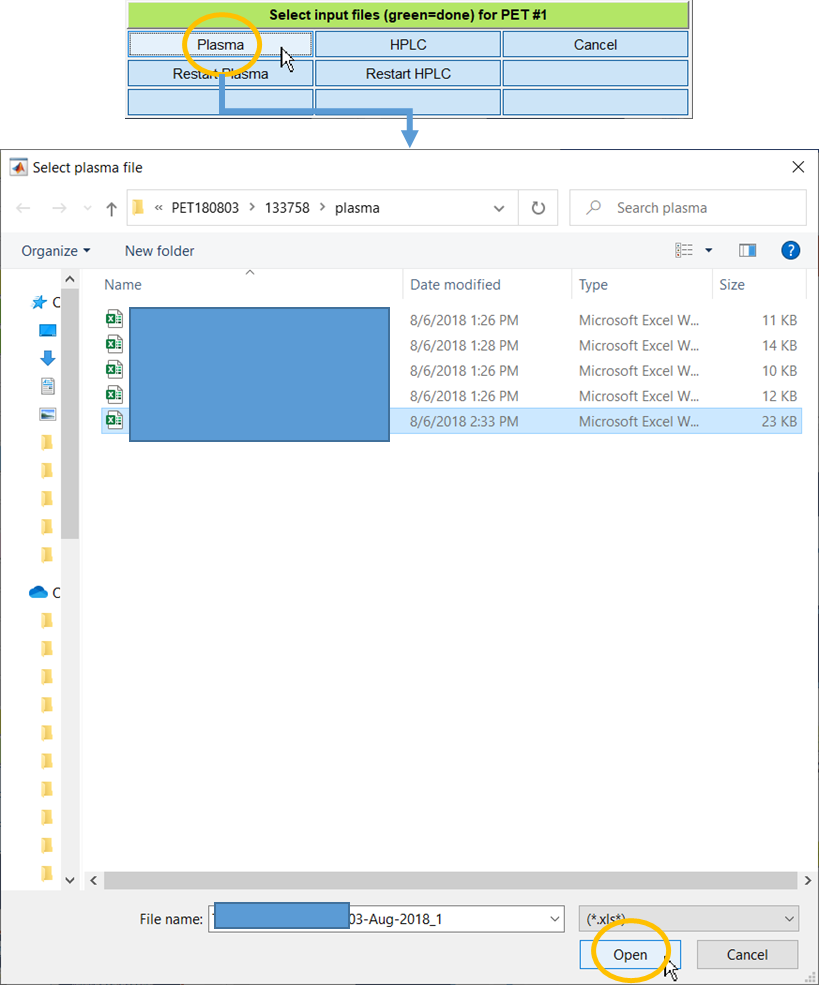 Select input files (green=done) for PET #1
Plasma HPLC Cancel
Restart Plasma Restart HPLC
Select plasma file
« PET180803 > 133758 > plasma Search plasma
Organize New folder ?
Name Date modified Type Size
8/6/2018 1:26 PM Microsoft Excel W... 11 KB
8/6/2018 1:28 PM Microsoft Excel W... 14 KB
8/6/2018 1:26 PM Microsoft Excel W... 10 KB
8/6/2018 1:26 PM Microsoft Excel W... 12 KB
8/6/2018 2:33 PM Microsoft Excel W... 23 KB
File name: 03-Aug-2018_1 (*.xls*)
Open Cancel